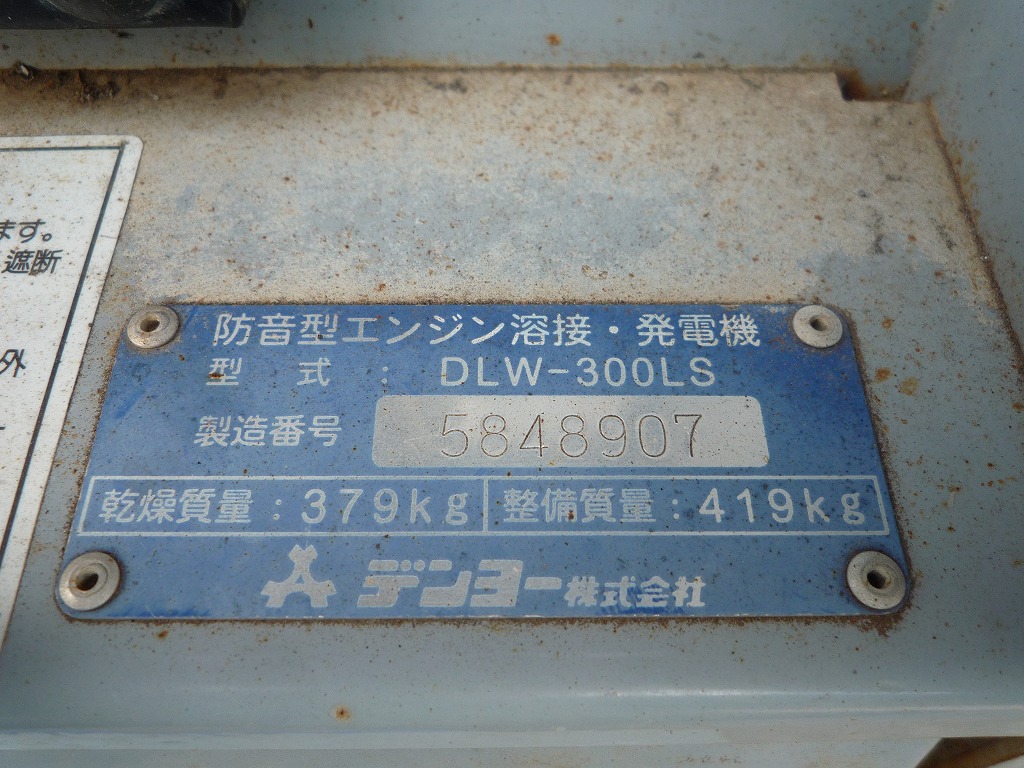 ます。
遮断
外
防音型エンジン溶接・発電機
型 式 : DLW-300LS
製造番号 5848907
乾燥質量 : 379kg 整備質量 : 419kg
デンヨー株式会社